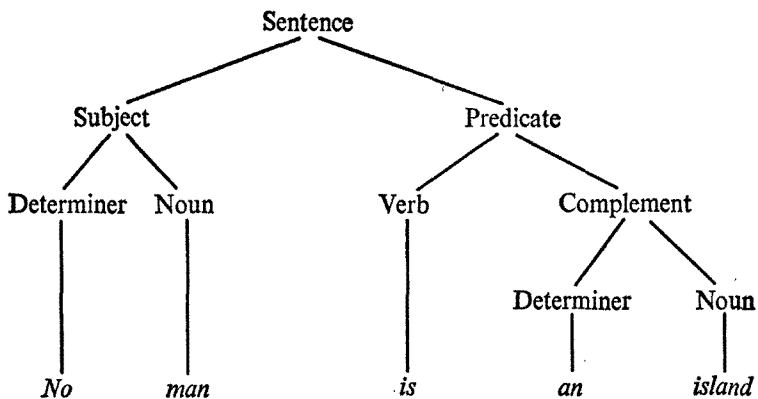 Sentence
Subject Predicate
Determiner Noun Verb Complement
Determiner Noun
No man is an island